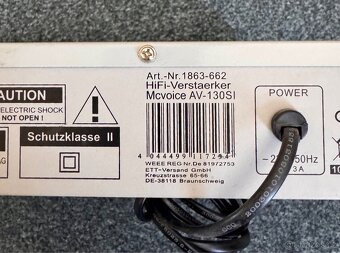 Art.-Nr.1863-662
HiFi-Verstaerker
Mcvoice AV-130SI
CAUTION
ELECTRIC SHOCK
NOT OPEN
Schutzklasse II
4 044499 117294
WEEE REG-Nr.De 81972753
ETT-Versand GmbH
Kreuzstrasse 65-66
DE-38118 Braunschweig
POWER
50Hz